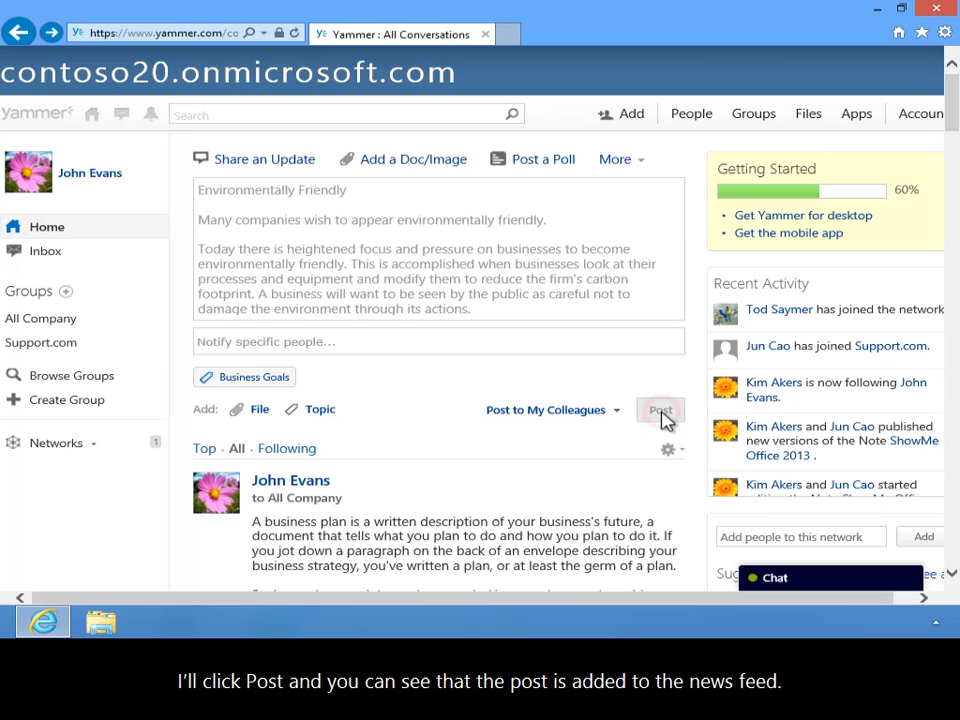 https://www.yammer.com/co
Yammer : All Conversations
contoso20.onmicrosoft.com
yammer
Search
Add
People
Groups
Files
Apps
Accoun
John Evans
Home
Inbox
Groups
All Company
Support.com
Browse Groups
Create Group
Networks
1
Share an Update
Add a Doc/Image
Post a Poll
More
Environmentally Friendly
Many companies wish to appear environmentally friendly.
Today there is heightened focus and pressure on businesses to become
environmentally friendly. This is accomplished when businesses look at their
processes and equipment and modify them to reduce the firm's carbon
footprint. A business will want to be seen by the public as careful not to
damage the environment through its actions.
Notify specific people...
Business Goals
Add:
File
Topic
Post to My Colleagues
Post
Top · All · Following
John Evans
to All Company
A business plan is a written description of your business's future, a
document that tells what you plan to do and how you plan to do it. If
you jot down a paragraph on the back of an envelope describing your
business strategy, you've written a plan, or at least the germ of a plan.
Getting Started
60%
Get Yammer for desktop
Get the mobile app
Recent Activity
Tod Saymer has joined the network
Jun Cao has joined Support.com.
Kim Akers is now following John
Evans.
Kim Akers and Jun Cao published
new versions of the Note ShowMe
Office 2013 .
Kim Akers and Jun Cao started
Add people to this network
Add
Sug
ee a
Chat
I'll click Post and you can see that the post is added to the news feed.